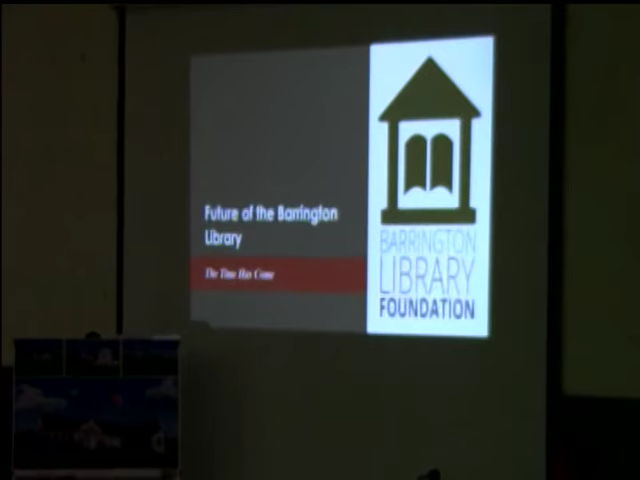 Future of the Barrington
Library
The Time Has Come
BARRINGTON
LIBRARY
FOUNDATION